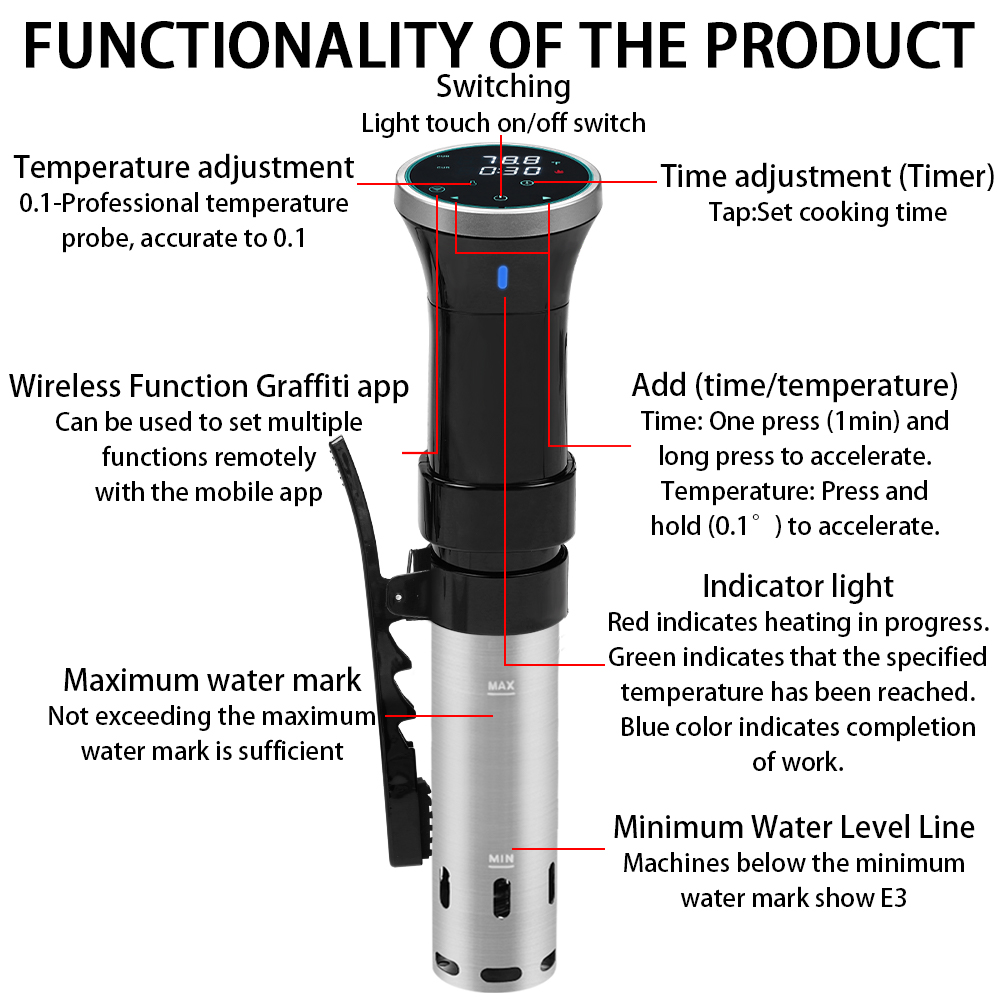 FUNCTIONALITY OF THE PRODUCT
Switching
Light touch on/off switch
Temperature adjustment
0.1-Professional temperature
probe, accurate to 0.1
78.8
0:30
Time adjustment (Timer)
Tap:Set cooking time
Wireless Function Graffiti app
Can be used to set multiple
functions remotely
with the mobile app
Add (time/temperature)
Time: One press (1min) and
long press to accelerate.
Temperature: Press and
hold (0.1° ) to accelerate.
Indicator light
Red indicates heating in progress.
Green indicates that the specified
temperature has been reached.
Blue color indicates completion
of work.
Maximum water mark
Not exceeding the maximum
water mark is sufficient
MAX
Minimum Water Level Line
Machines below the minimum
water mark show E3
MIN